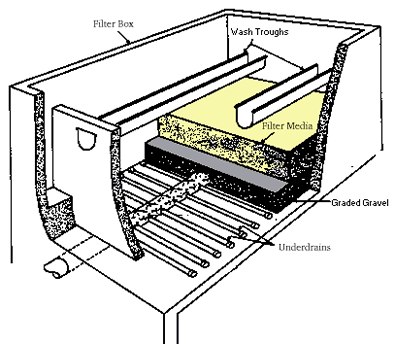 Filter Box
Wash Troughs
Filter Media
Graded Gravel
Underdrains